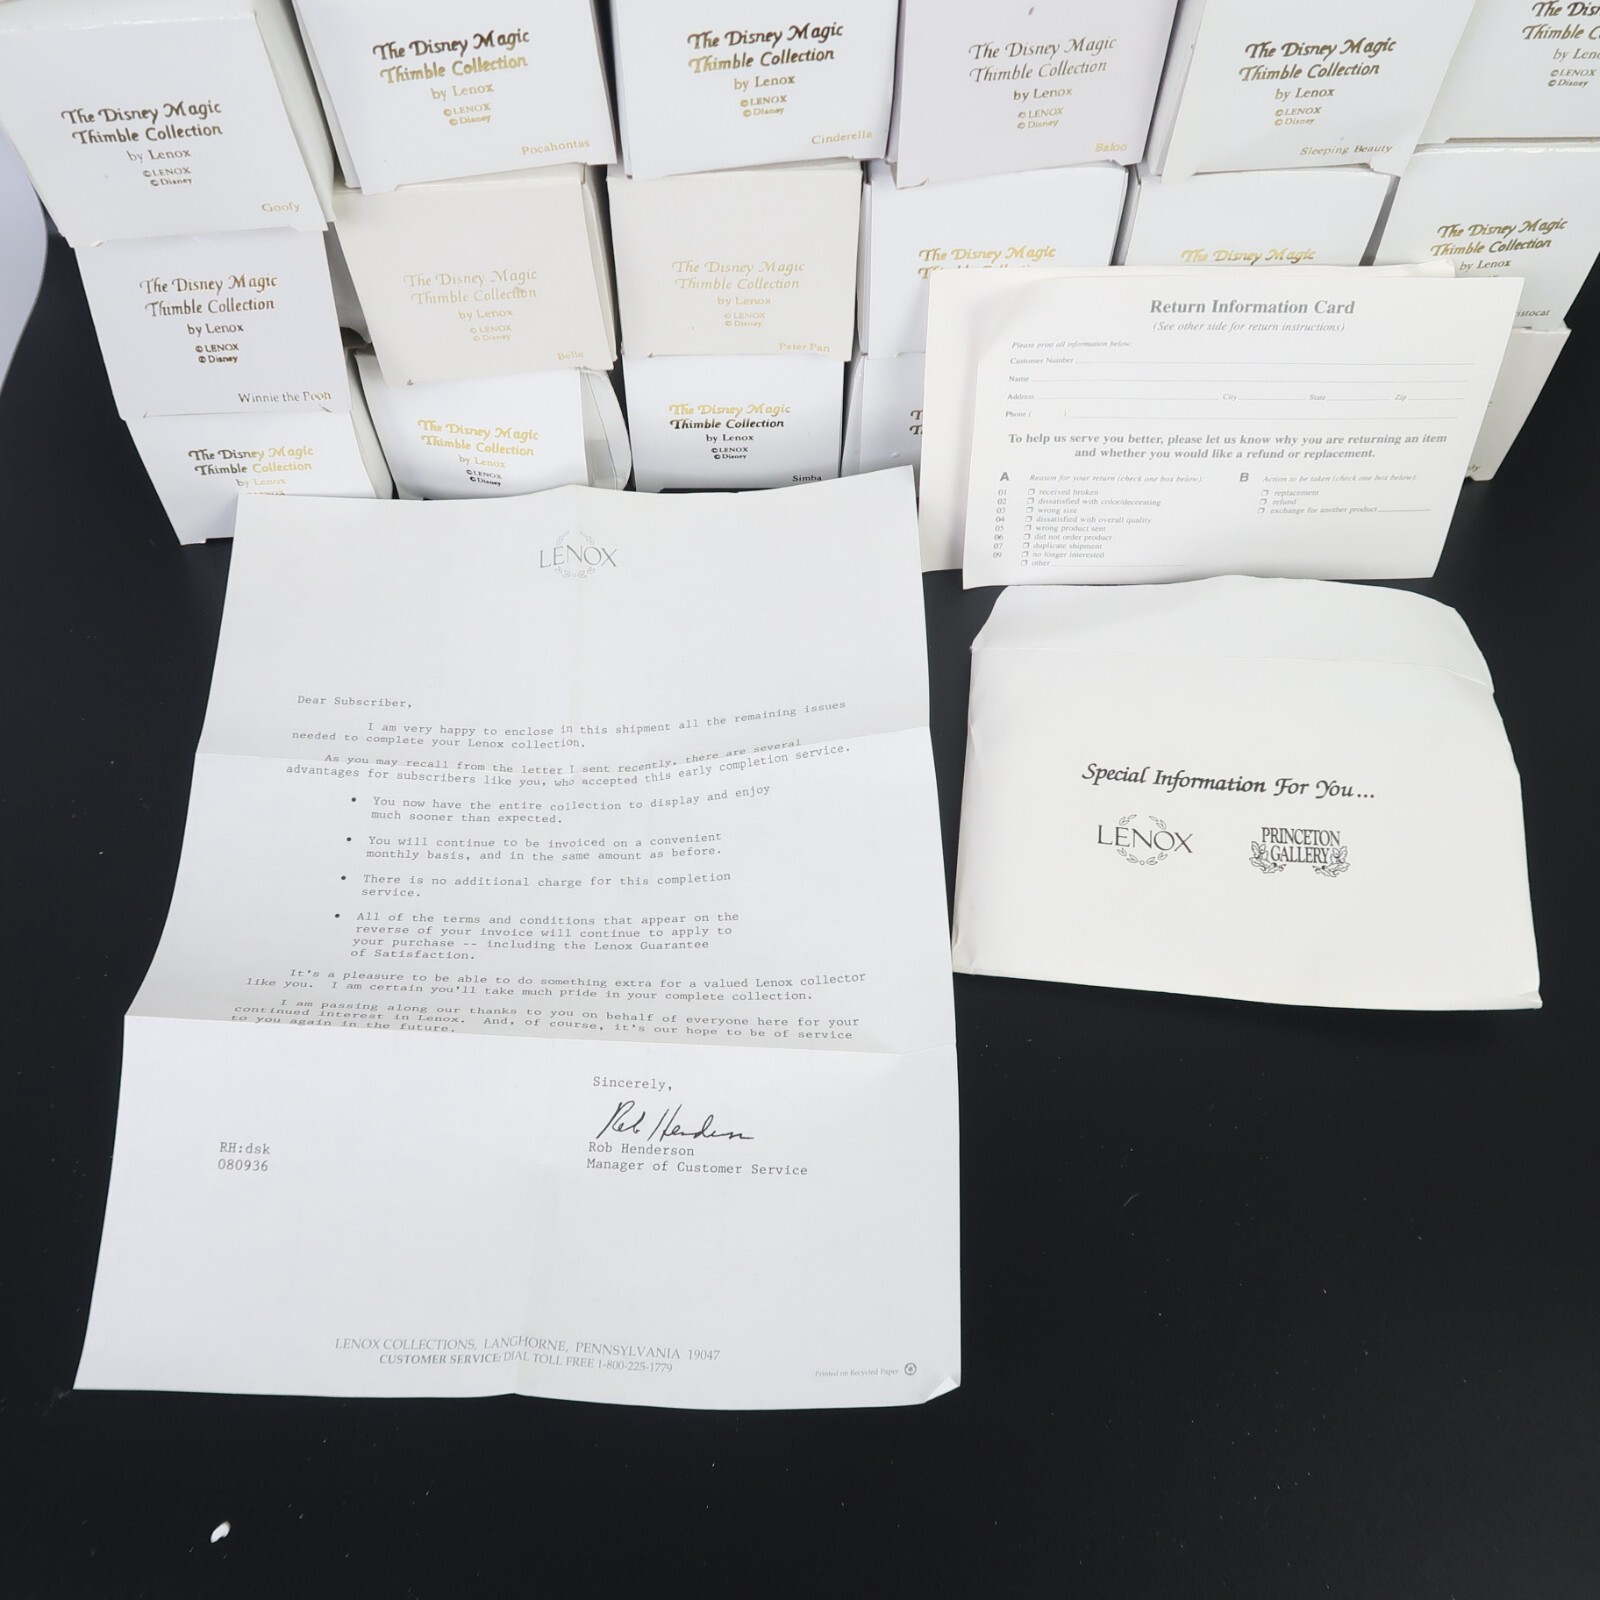 The Disney Magic
Thimble Collection
by Lenox
©LENOX
©Disney
Goofy
The Disney Magic
Thimble Collection
by Lenox
©LENOX
©Disney
Pocahontas
The Disney Magic
Thimble Collection
by Lenox
©LENOX
©Disney
Cinderella
The Disney Magic
Thimble Collection
by Lenox
©LENOX
©Disney
Baloo
The Disney Magic
Thimble Collection
by Lenox
©LENOX
©Disney
Sleeping Beauty
The
Thimble
by
©LENOX
©Disney
The Disney Magic
Thimble Collection
by Lenox
©LENOX
©Disney
Winnie the Pooh
The Disney Magic
Thimble Collection
by Lenox
©LENOX
©Disney
Belle
The Disney Magic
Thimble Collection
by Lenox
©LENOX
©Disney
Peter Pan
The Disney Magic
The Disney Magic
The Disney Magic
Thimble Collection
by Lenox
The Disney Magic
Thimble Collection
by Lenox
The Disney Magic
Thimble Collection
by Lenox
©LENOX
©Disney
The Disney Magic
Thimble Collection
by Lenox
©LENOX
©Disney
Simba
Return Information Card
(See other side for return instructions)
Please print all information below:
Customer Number
Name
Address City State Zip
Phone ( )
To help us serve you better, please let us know why you are returning an item
and whether you would like a refund or replacement.
A Reason for your return (check one box below):
01 received broken
02 dissatisfied with color/decorating
03 wrong size
04 dissatisfied with overall quality
05 wrong product sent
06 did not order product
07 duplicate shipment
09 no longer interested
other
B Action to be taken (check one box below):
replacement
refund
exchange for another product
LENOX
Dear Subscriber,
I am very happy to enclose in this shipment all the remaining issues
needed to complete your Lenox collection.
As you may recall from the letter I sent recently, there are several
advantages for subscribers like you, who accepted this early completion service.
• You now have the entire collection to display and enjoy
much sooner than expected.
• You will continue to be invoiced on a convenient
monthly basis, and in the same amount as before.
• There is no additional charge for this completion
service.
• All of the terms and conditions that appear on the
reverse of your invoice will continue to apply to
your purchase -- including the Lenox Guarantee
of Satisfaction.
It's a pleasure to be able to do something extra for a valued Lenox collector
like you. I am certain you'll take much pride in your complete collection.
I am passing along our thanks to you on behalf of everyone here for your
continued interest in Lenox. And, of course, it's our hope to be of service
to you again in the future.
Sincerely,
Rob Henderson
Rob Henderson
Manager of Customer Service
RH:dsk
080936
LENOX COLLECTIONS, LANGHORNE, PENNSYLVANIA 19047
CUSTOMER SERVICE: DIAL TOLL FREE 1-800-225-1779
Printed on Recycled Paper
Special Information For You...
LENOX
PRINCETON
GALLERY